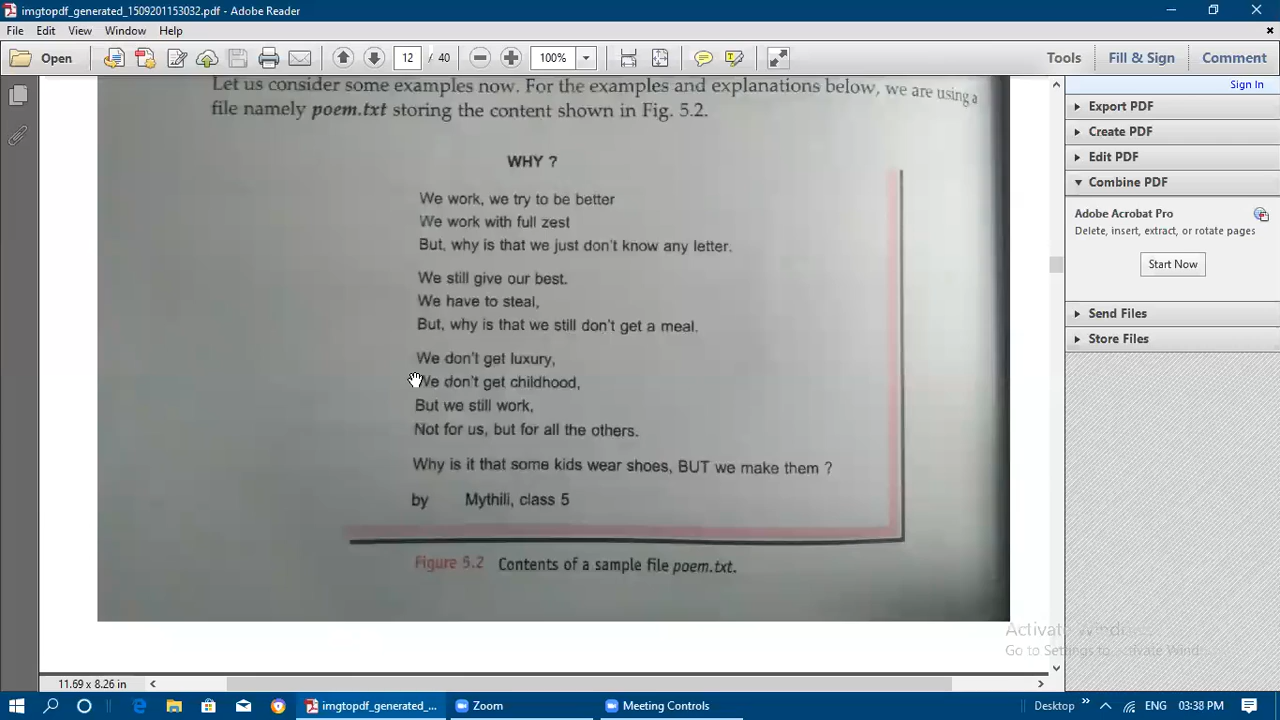 imgtopdf_generated_1509201153032.pdf - Adobe Reader
File Edit View Window Help
Open 12 / 40 100% Tools Fill & Sign Comment
Sign In
Let us consider some examples now. For the examples and explanations below, we are using a
file namely poem.txt storing the content shown in Fig. 5.2.
WHY ?
We work, we try to be better
We work with full zest
But, why is that we just don't know any letter.
We still give our best.
We have to steal,
But, why is that we still don't get a meal.
We don't get luxury,
We don't get childhood,
But we still work,
Not for us, but for all the others.
Why is it that some kids wear shoes, BUT we make them ?
by Mythili, class 5
Figure 5.2 Contents of a sample file poem.txt.
Export PDF
Create PDF
Edit PDF
Combine PDF
Adobe Acrobat Pro
Delete, insert, extract, or rotate pages
Start Now
Send Files
Store Files
Activate Windows
Go to Settings to activate Windows.
11.69 x 8.26 in
imgtopdf_generated_... Zoom Meeting Controls Desktop » ENG 03:38 PM